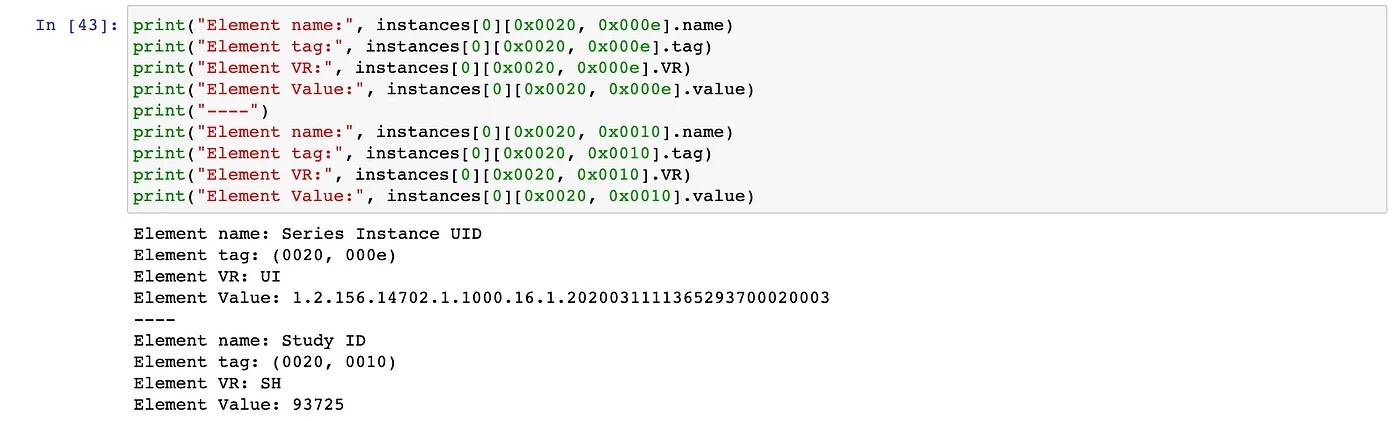 In [43]: print("Element name:", instances[0][0x0020, 0x000e].name)
print("Element tag:", instances[0][0x0020, 0x000e].tag)
print("Element VR:", instances[0][0x0020, 0x000e].VR)
print("Element Value:", instances[0][0x0020, 0x000e].value)
print("----")
print("Element name:", instances[0][0x0020, 0x0010].name)
print("Element tag:", instances[0][0x0020, 0x0010].tag)
print("Element VR:", instances[0][0x0020, 0x0010].VR)
print("Element Value:", instances[0][0x0020, 0x0010].value)
Element name: Series Instance UID
Element tag: (0020, 000e)
Element VR: UI
Element Value: 1.2.156.14702.1.1000.16.1.2020031111365293700020003
----
Element name: Study ID
Element tag: (0020, 0010)
Element VR: SH
Element Value: 93725